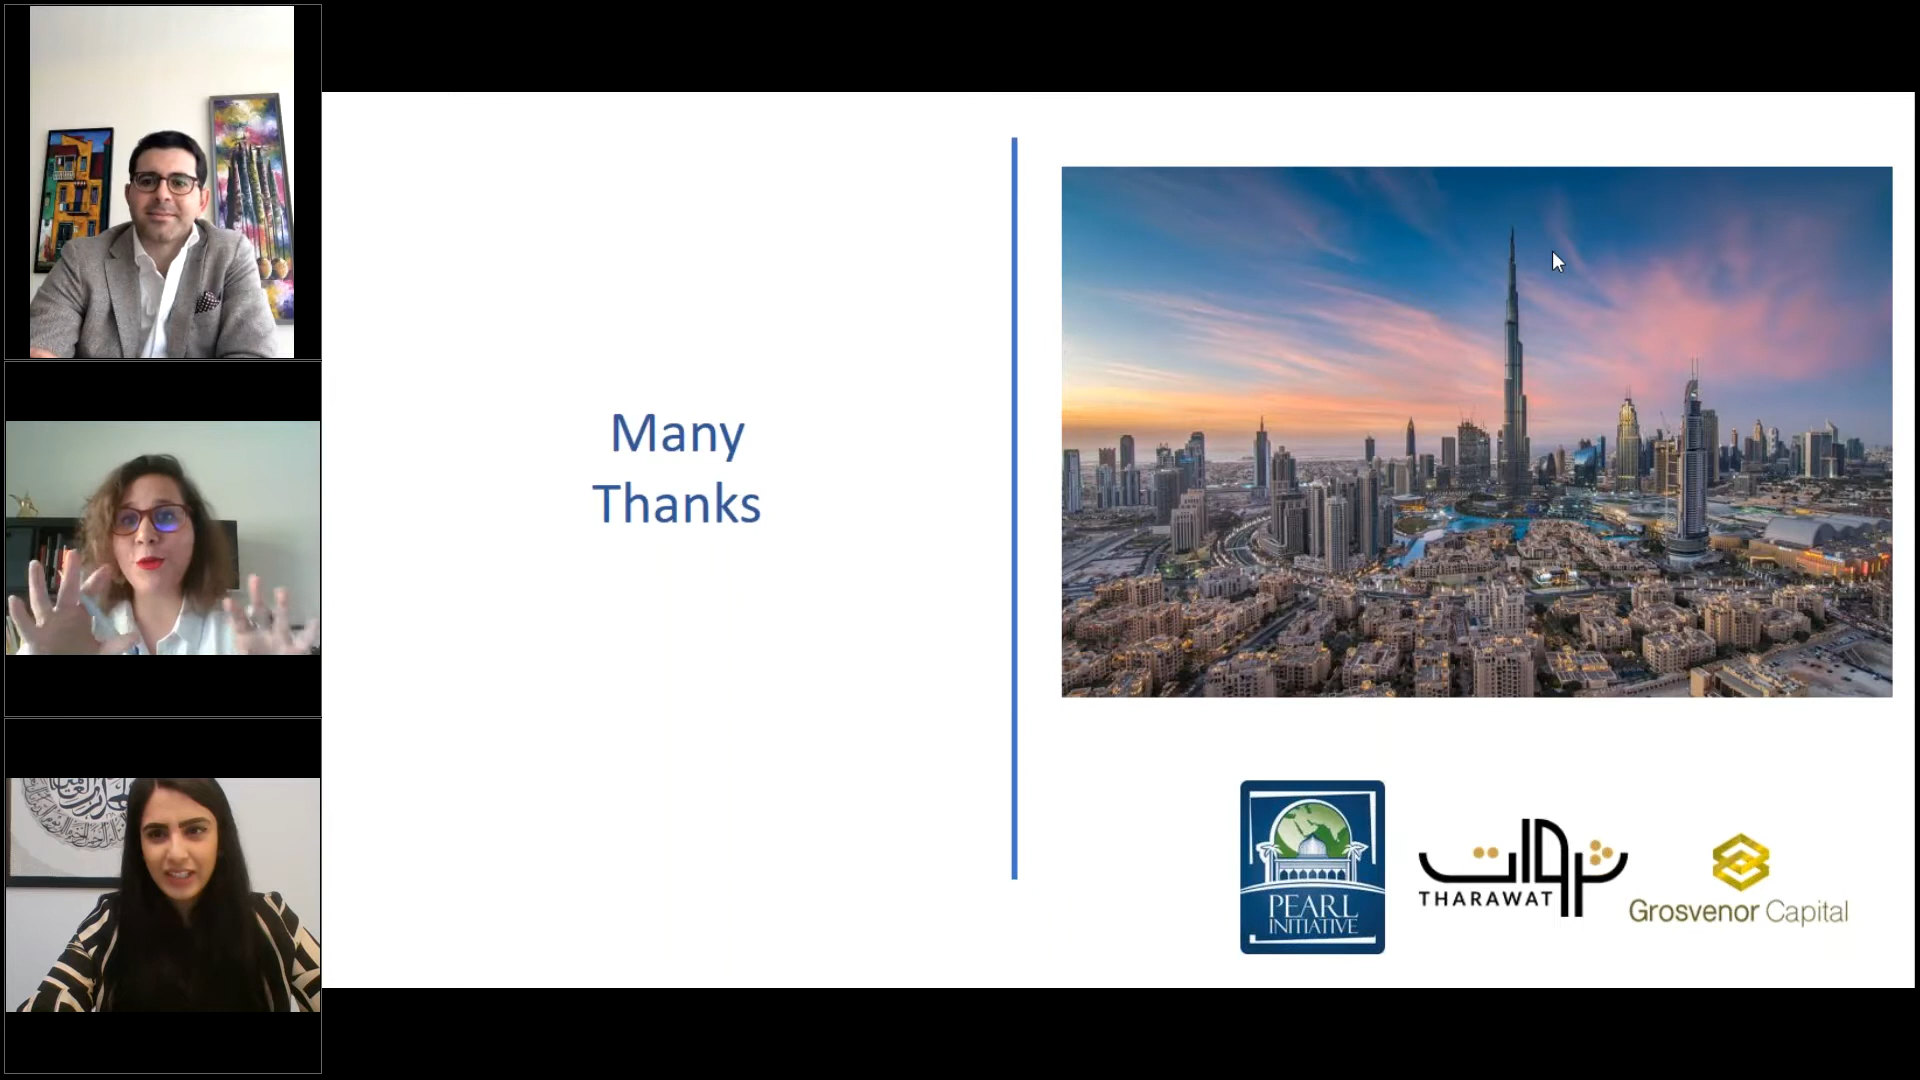 Many
Thanks
PEARL
INITIATIVE
ثروات
THARAWAT
Grosvenor Capital